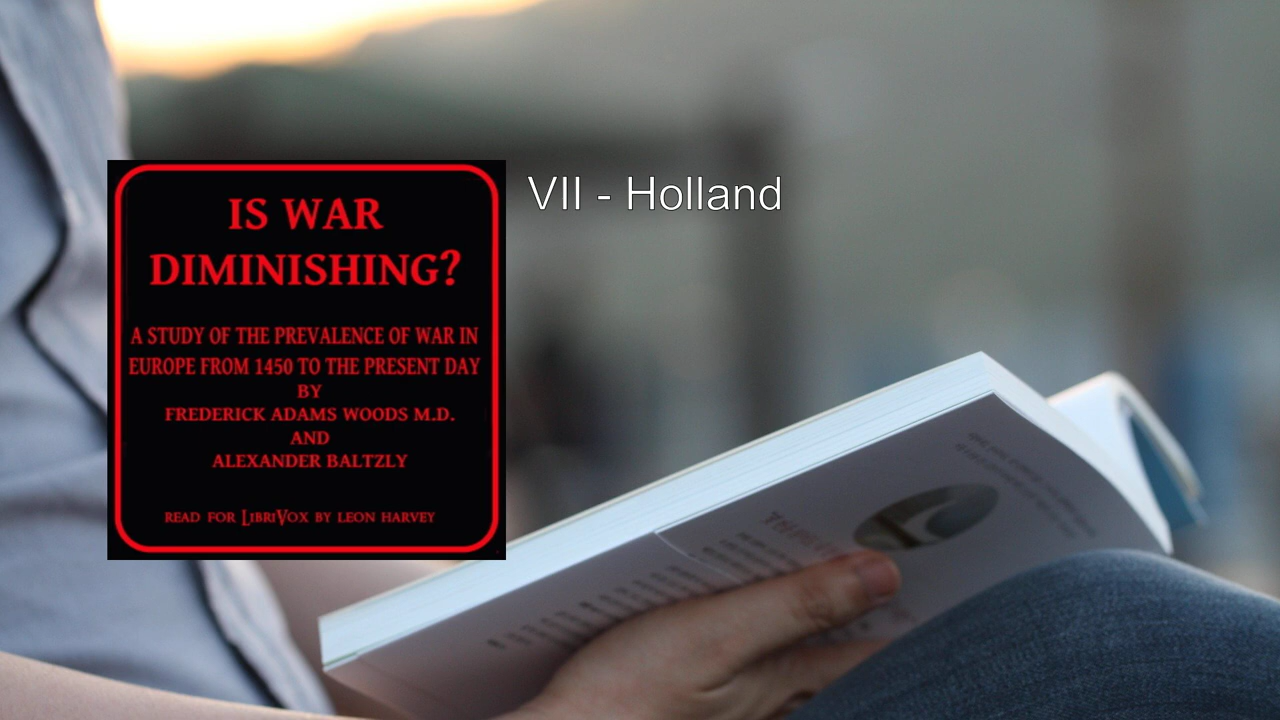 IS WAR
DIMINISHING?
A STUDY OF THE PREVALENCE OF WAR IN
EUROPE FROM 1450 TO THE PRESENT DAY
BY
FREDERICK ADAMS WOODS M.D.
AND
ALEXANDER BALTZLY
READ FOR LIBRIVOX BY LEON HARVEY
VII - Holland